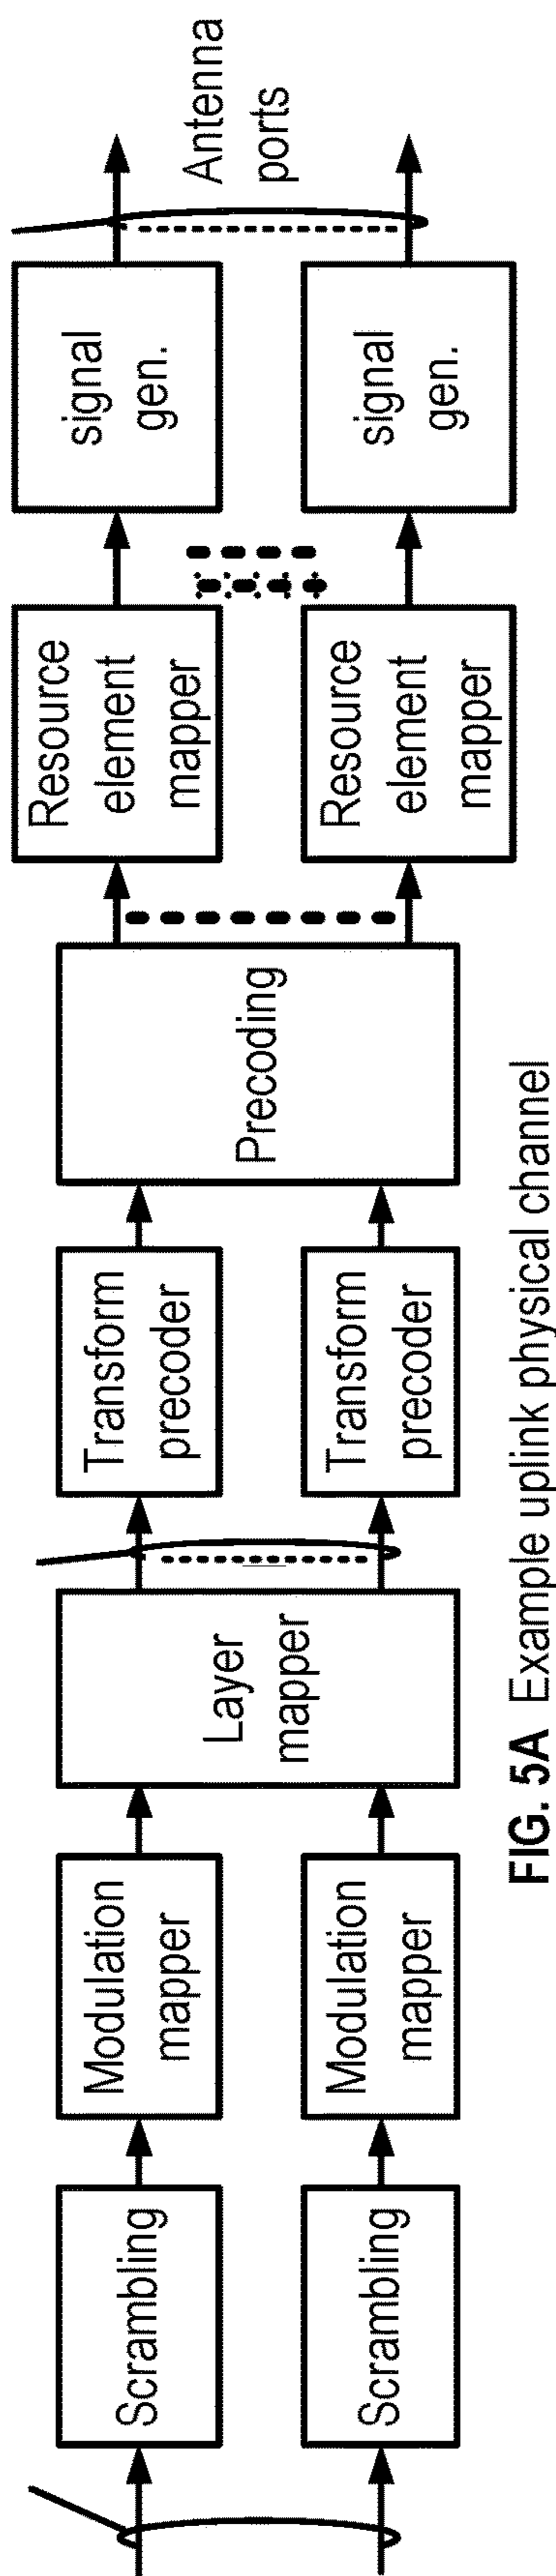 Scrambling
Scrambling
Modulation
mapper
Modulation
mapper
Layer
mapper
Transform
precoder
Transform
precoder
Precoding
Resource
element
mapper
Resource
element
mapper
signal
gen.
signal
gen.
Antenna
ports
FIG. 5A Example uplink physical channel